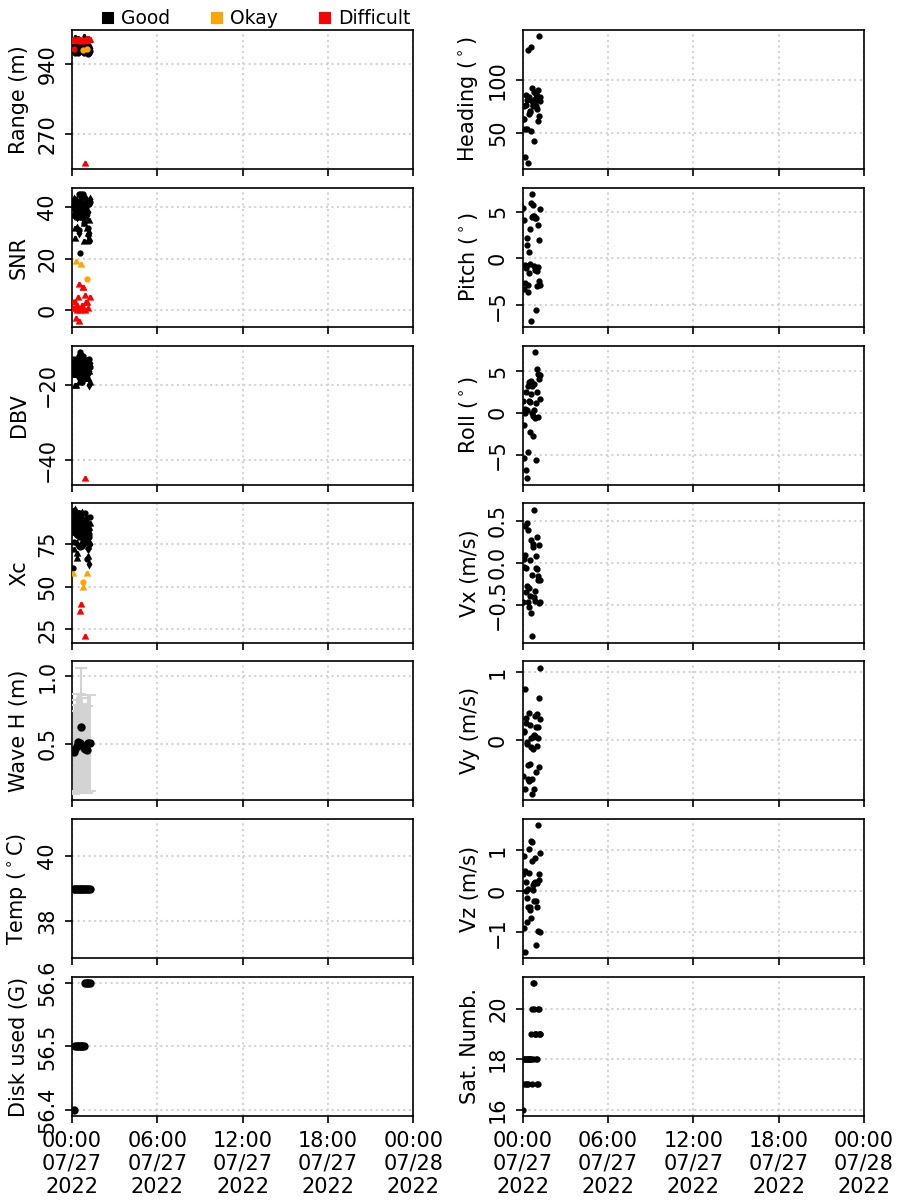 Good Okay Difficult
Range (m)
940
270
Heading (°)
100
50
SNR
40
20
0
Pitch (°)
5
0
−5
DBV
−20
−40
Roll (°)
5
0
−5
Xc
75
50
25
Vx (m/s)
0.5
0.0
−0.5
Wave H (m)
1.0
0.5
Vy (m/s)
1
0
Temp (°C)
40
38
Vz (m/s)
1
0
−1
Disk used (G)
56.6
56.5
56.4
Sat. Numb.
20
18
16
00:00 06:00 12:00 18:00 00:00
07/27 07/27 07/27 07/27 07/28
2022 2022 2022 2022 2022
00:00 06:00 12:00 18:00 00:00
07/27 07/27 07/27 07/27 07/28
2022 2022 2022 2022 2022